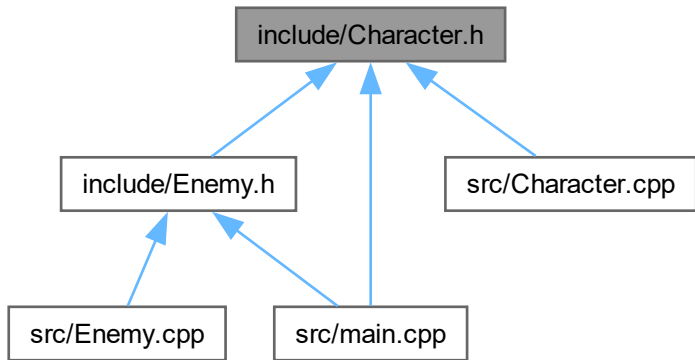 include/Character.h
include/Enemy.h
src/Character.cpp
src/Enemy.cpp
src/main.cpp